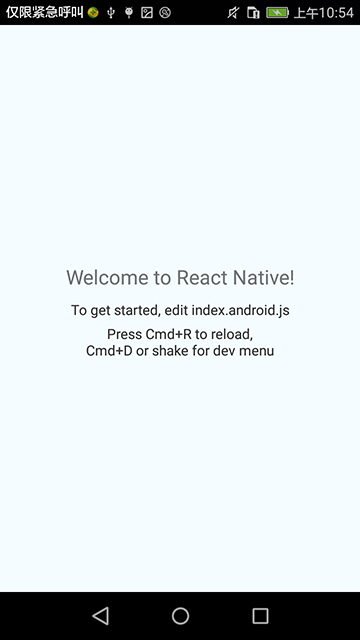 仅限紧急呼叫 上午10:54
Welcome to React Native!
To get started, edit index.android.js
Press Cmd+R to reload,
Cmd+D or shake for dev menu